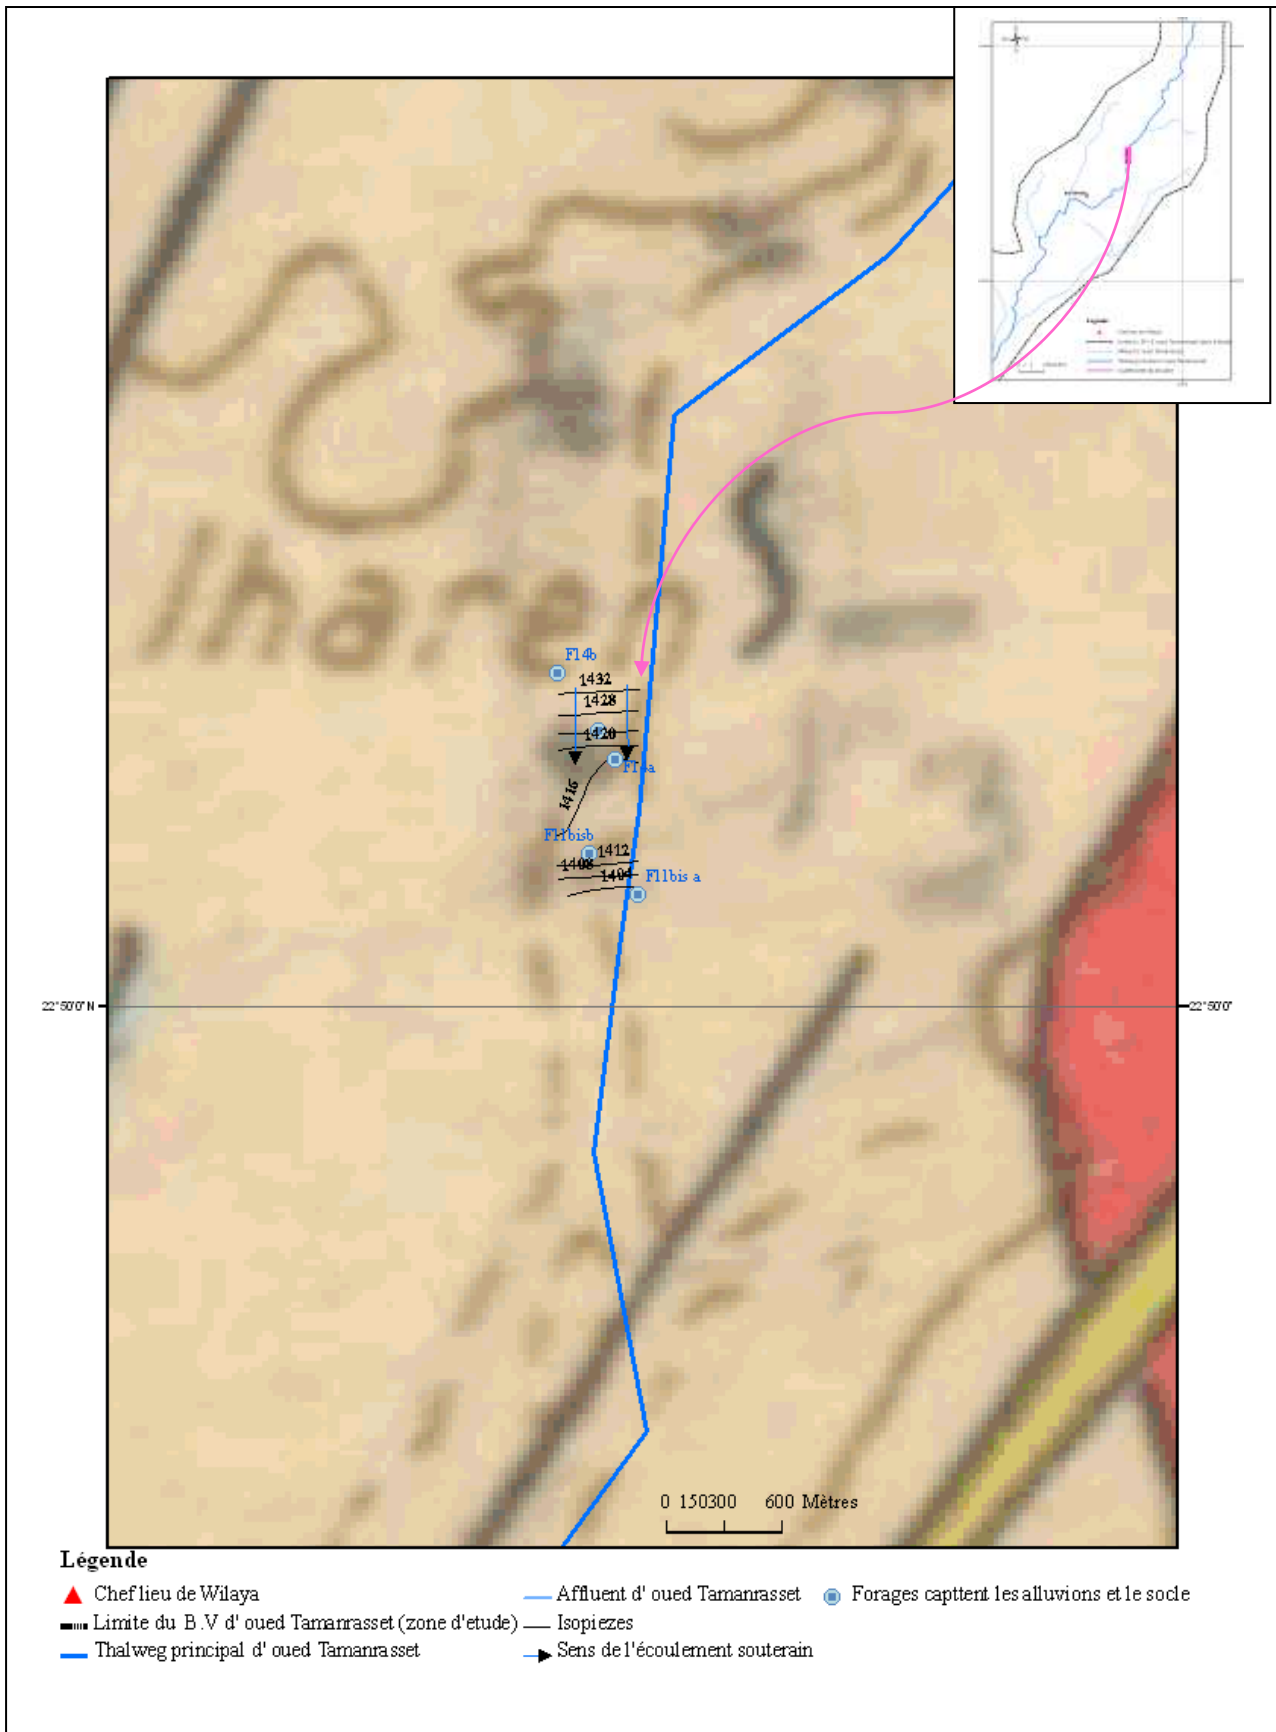 Iharen
F14b
1432
1428
1420
F14a
1416
F11bisb
1412
1408
1404
F11bis a
22°50'0"N
22°50'0"
0 150300 600 Mètres
Légende
Chef lieu de Wilaya
Limite du B.V d' oued Tamanrasset (zone d'etude)
Thalweg principal d' oued Tamanrasset
Affluent d' oued Tamanrasset
Isopiezes
Sens de l'écoulement souterain
Forages capttent les alluvions et le socle
Légende